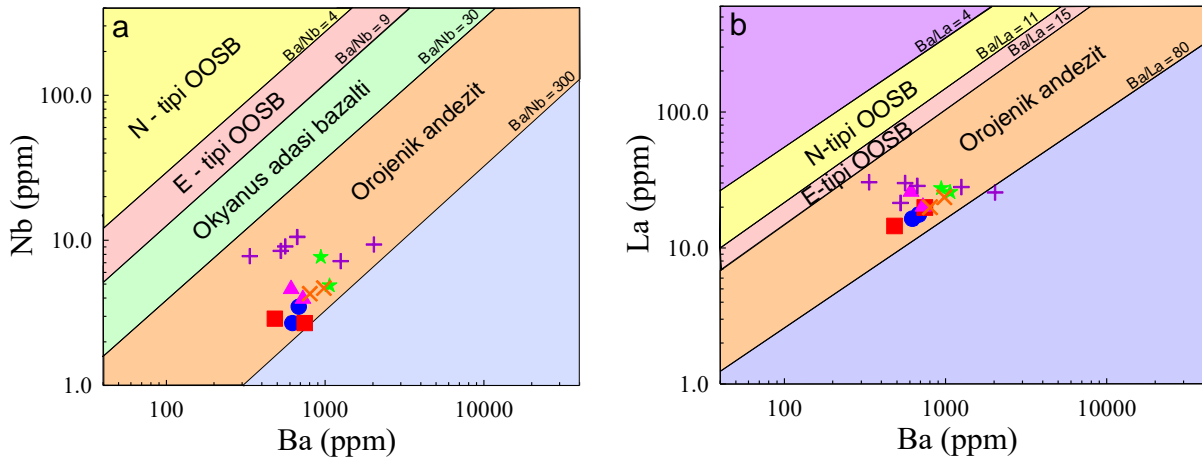 a
Ba/Nb = 4
Ba/Nb = 9
Ba/Nb = 30
Ba/Nb = 300
N - tipi OOSB
E - tipi OOSB
Okyanus adasi bazalti
Orojenik andezit
100.0
10.0
1.0
Nb (ppm)
100
1000
10000
Ba (ppm)
b
Ba/La = 4
Ba/La = 11
Ba/La = 15
Ba/La = 80
N-tipi OOSB
E-tipi OOSB
Orojenik andezit
100.0
10.0
1.0
La (ppm)
100
1000
10000
Ba (ppm)